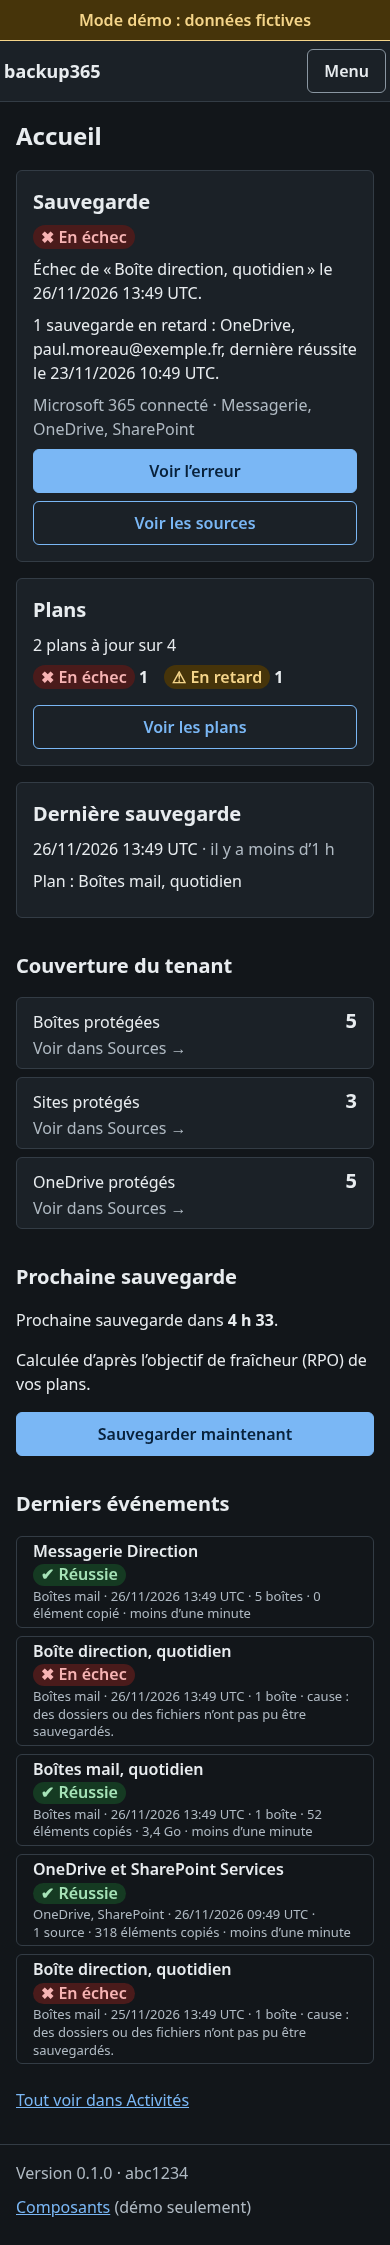 Mode démo : données fictives
backup365
Menu
Accueil
Sauvegarde
✖ En échec
Échec de « Boîte direction, quotidien » le
26/11/2026 13:49 UTC.
1 sauvegarde en retard : OneDrive,
paul.moreau@exemple.fr, dernière réussite
le 23/11/2026 10:49 UTC.
Microsoft 365 connecté · Messagerie,
OneDrive, SharePoint
Voir l’erreur
Voir les sources
Plans
2 plans à jour sur 4
✖ En échec 1 ⚠ En retard 1
Voir les plans
Dernière sauvegarde
26/11/2026 13:49 UTC · il y a moins d’1 h
Plan : Boîtes mail, quotidien
Couverture du tenant
Boîtes protégées 5
Voir dans Sources →
Sites protégés 3
Voir dans Sources →
OneDrive protégés 5
Voir dans Sources →
Prochaine sauvegarde
Prochaine sauvegarde dans 4 h 33.
Calculée d’après l’objectif de fraîcheur (RPO) de
vos plans.
Sauvegarder maintenant
Derniers événements
Messagerie Direction
✔ Réussie
Boîtes mail · 26/11/2026 13:49 UTC · 5 boîtes · 0
élément copié · moins d’une minute
Boîte direction, quotidien
✖ En échec
Boîtes mail · 26/11/2026 13:49 UTC · 1 boîte · cause :
des dossiers ou des fichiers n’ont pas pu être
sauvegardés.
Boîtes mail, quotidien
✔ Réussie
Boîtes mail · 26/11/2026 13:49 UTC · 1 boîte · 52
éléments copiés · 3,4 Go · moins d’une minute
OneDrive et SharePoint Services
✔ Réussie
OneDrive, SharePoint · 26/11/2026 09:49 UTC ·
1 source · 318 éléments copiés · moins d’une minute
Boîte direction, quotidien
✖ En échec
Boîtes mail · 25/11/2026 13:49 UTC · 1 boîte · cause :
des dossiers ou des fichiers n’ont pas pu être
sauvegardés.
Tout voir dans Activités
Version 0.1.0 · abc1234
Composants (démo seulement)